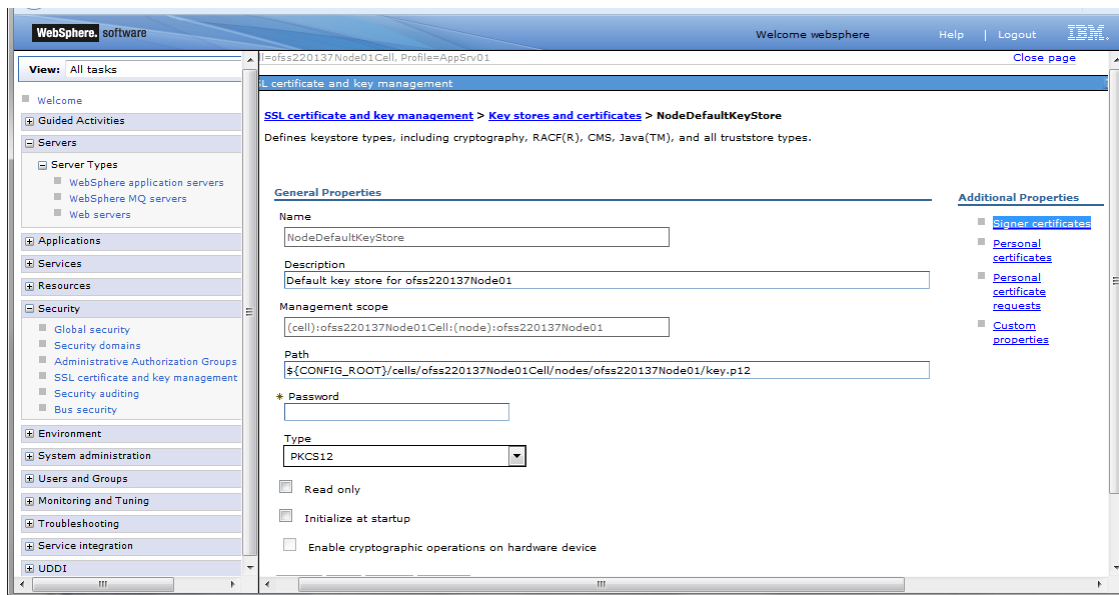 WebSphere. software
Welcome websphere
Help | Logout
IBM.
View: All tasks
Welcome
Guided Activities
Servers
Server Types
WebSphere application servers
WebSphere MQ servers
Web servers
Applications
Services
Resources
Security
Global security
Security domains
Administrative Authorization Groups
SSL certificate and key management
Security auditing
Bus security
Environment
System administration
Users and Groups
Monitoring and Tuning
Troubleshooting
Service integration
UDDI
ll=ofss220137Node01Cell, Profile=AppSrv01
Close page
SL certificate and key management
SSL certificate and key management > Key stores and certificates > NodeDefaultKeyStore
Defines keystore types, including cryptography, RACF(R), CMS, Java(TM), and all truststore types.
General Properties
Name
NodeDefaultKeyStore
Description
Default key store for ofss220137Node01
Management scope
(cell):ofss220137Node01Cell:(node):ofss220137Node01
Path
${CONFIG_ROOT}/cells/ofss220137Node01Cell/nodes/ofss220137Node01/key.p12
* Password
Type
PKCS12
Read only
Initialize at startup
Enable cryptographic operations on hardware device
Additional Properties
Signer certificates
Personal
certificates
Personal
certificate
requests
Custom
properties